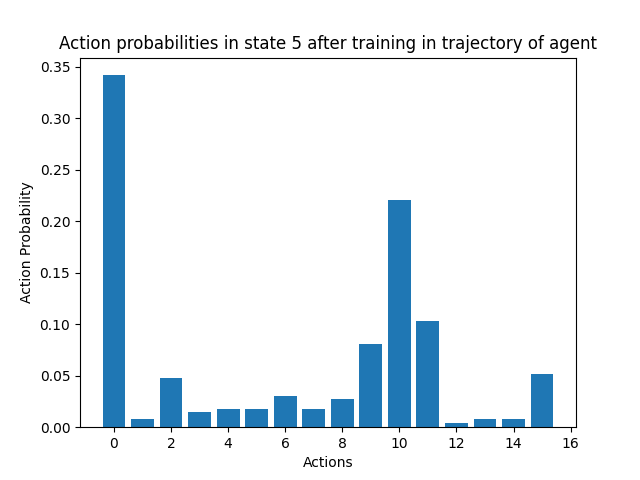 Action probabilities in state 5 after training in trajectory of agent
0.35
0.30
0.25
0.20
0.15
0.10
0.05
0.00
Action Probability
0 2 4 6 8 10 12 14 16
Actions